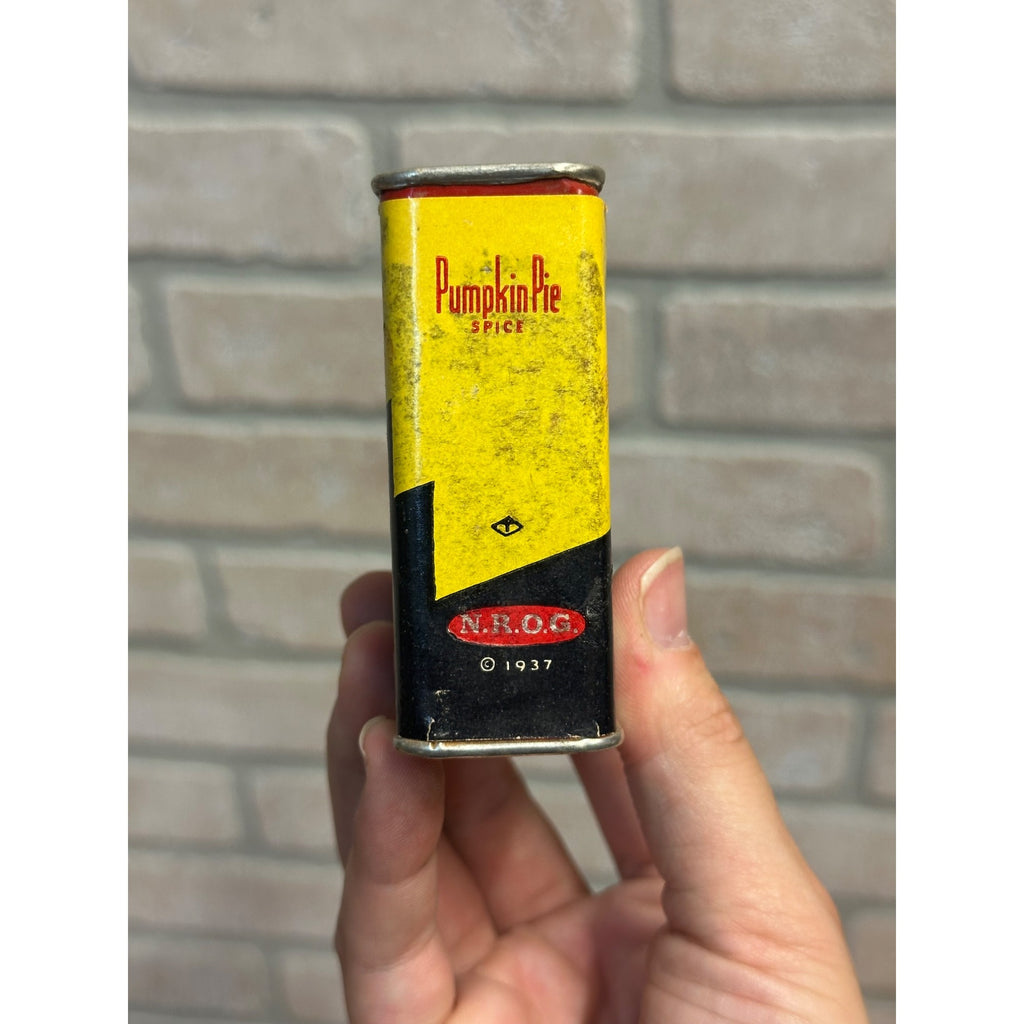 Pumpkin Pie
SPICE
N.R.O.G.
© 1937